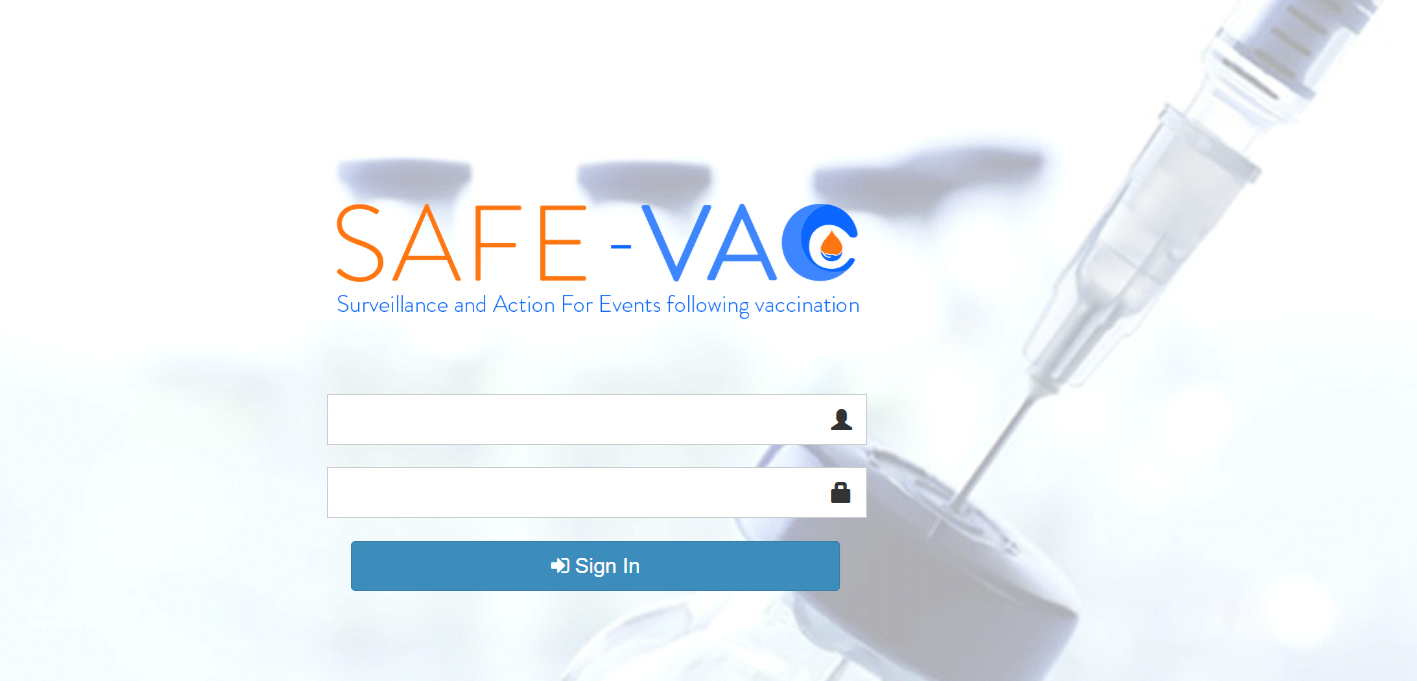 SAFE-VAC
Surveillance and Action For Events following vaccination
Sign In